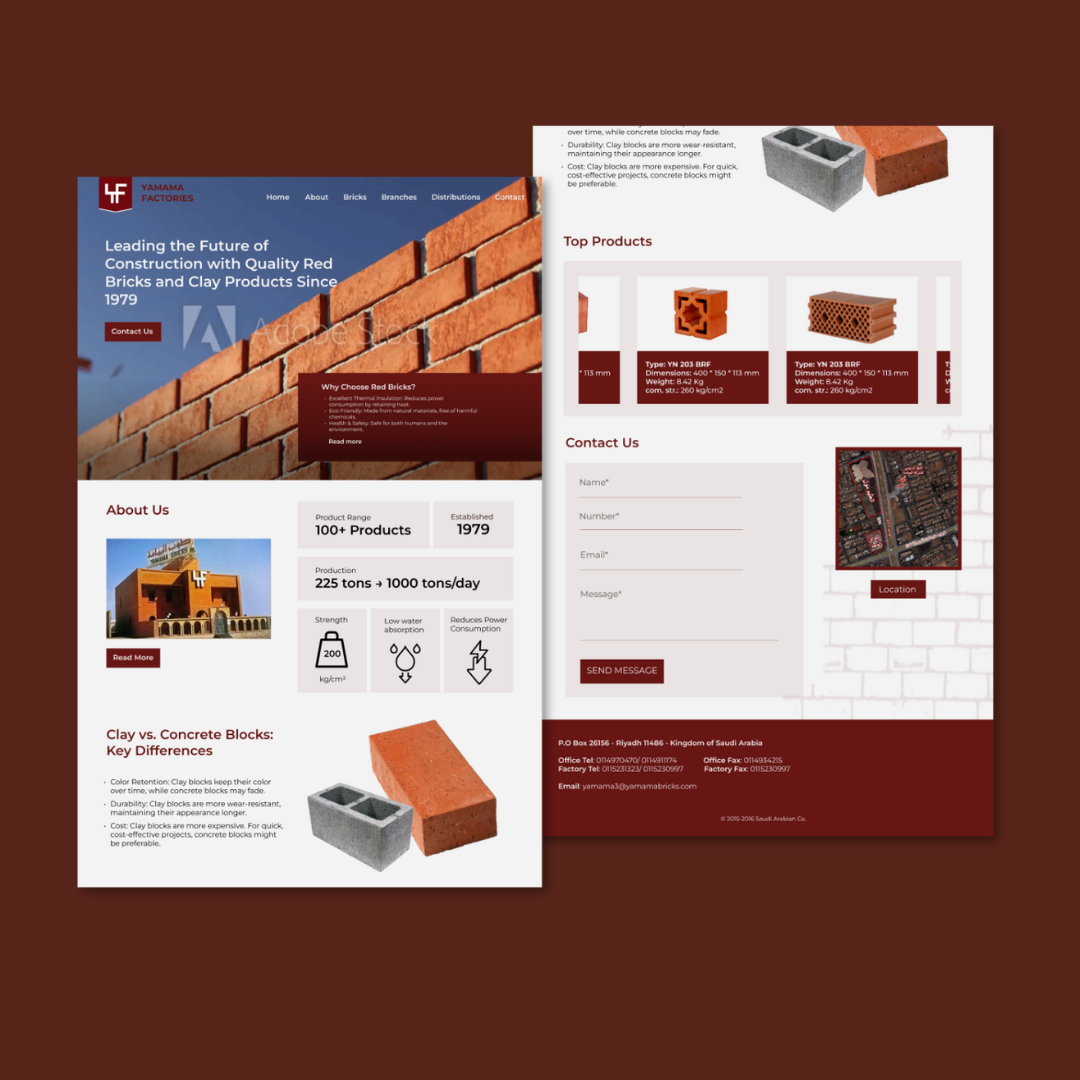 YAMAMA
FACTORIES
Home About Bricks Branches Distributions Contact
Leading the Future of
Construction with Quality Red
Bricks and Clay Products Since
1979
Contact Us
Adobe Stock
Why Choose Red Bricks?
• Excellent Thermal Insulation: Reduces power
consumption by retaining heat.
• Eco-Friendly: Made from natural materials, free of harmful
chemicals.
• Health & Safety: Safe for both humans and the
environment.
Read more
About Us
YAMAMA BRICKS
Read More
Product Range
100+ Products
Established
1979
Production
225 tons → 1000 tons/day
Strength
200
kg/cm²
Low water
absorption
Reduces Power
Consumption
Clay vs. Concrete Blocks:
Key Differences
• Color Retention: Clay blocks keep their color
over time, while concrete blocks may fade.
• Durability: Clay blocks are more wear-resistant,
maintaining their appearance longer.
• Cost: Clay blocks are more expensive. For quick,
cost-effective projects, concrete blocks might
be preferable.
over time, while concrete blocks may fade.
• Durability: Clay blocks are more wear-resistant,
maintaining their appearance longer.
• Cost: Clay blocks are more expensive. For quick,
cost-effective projects, concrete blocks might
be preferable.
Top Products
* 113 mm
Type: YN 203 BRF
Dimensions: 400 * 150 * 113 mm
Weight: 8.42 Kg
com. str.: 260 kg/cm2
Type: YN 203 BRF
Dimensions: 400 * 150 * 113 mm
Weight: 8.42 Kg
com. str.: 260 kg/cm2
Contact Us
Name*
Number*
Email*
Message*
SEND MESSAGE
Location
P.O Box 26156 - Riyadh 11486 - Kingdom of Saudi Arabia
Office Tel: 0114970470/ 0114911174 Office Fax: 0114934215
Factory Tel: 0115231323/ 0115230997 Factory Fax: 0115230997
Email: yamama3@yamamabricks.com
© 2015-2016 Saudi Arabian Co.